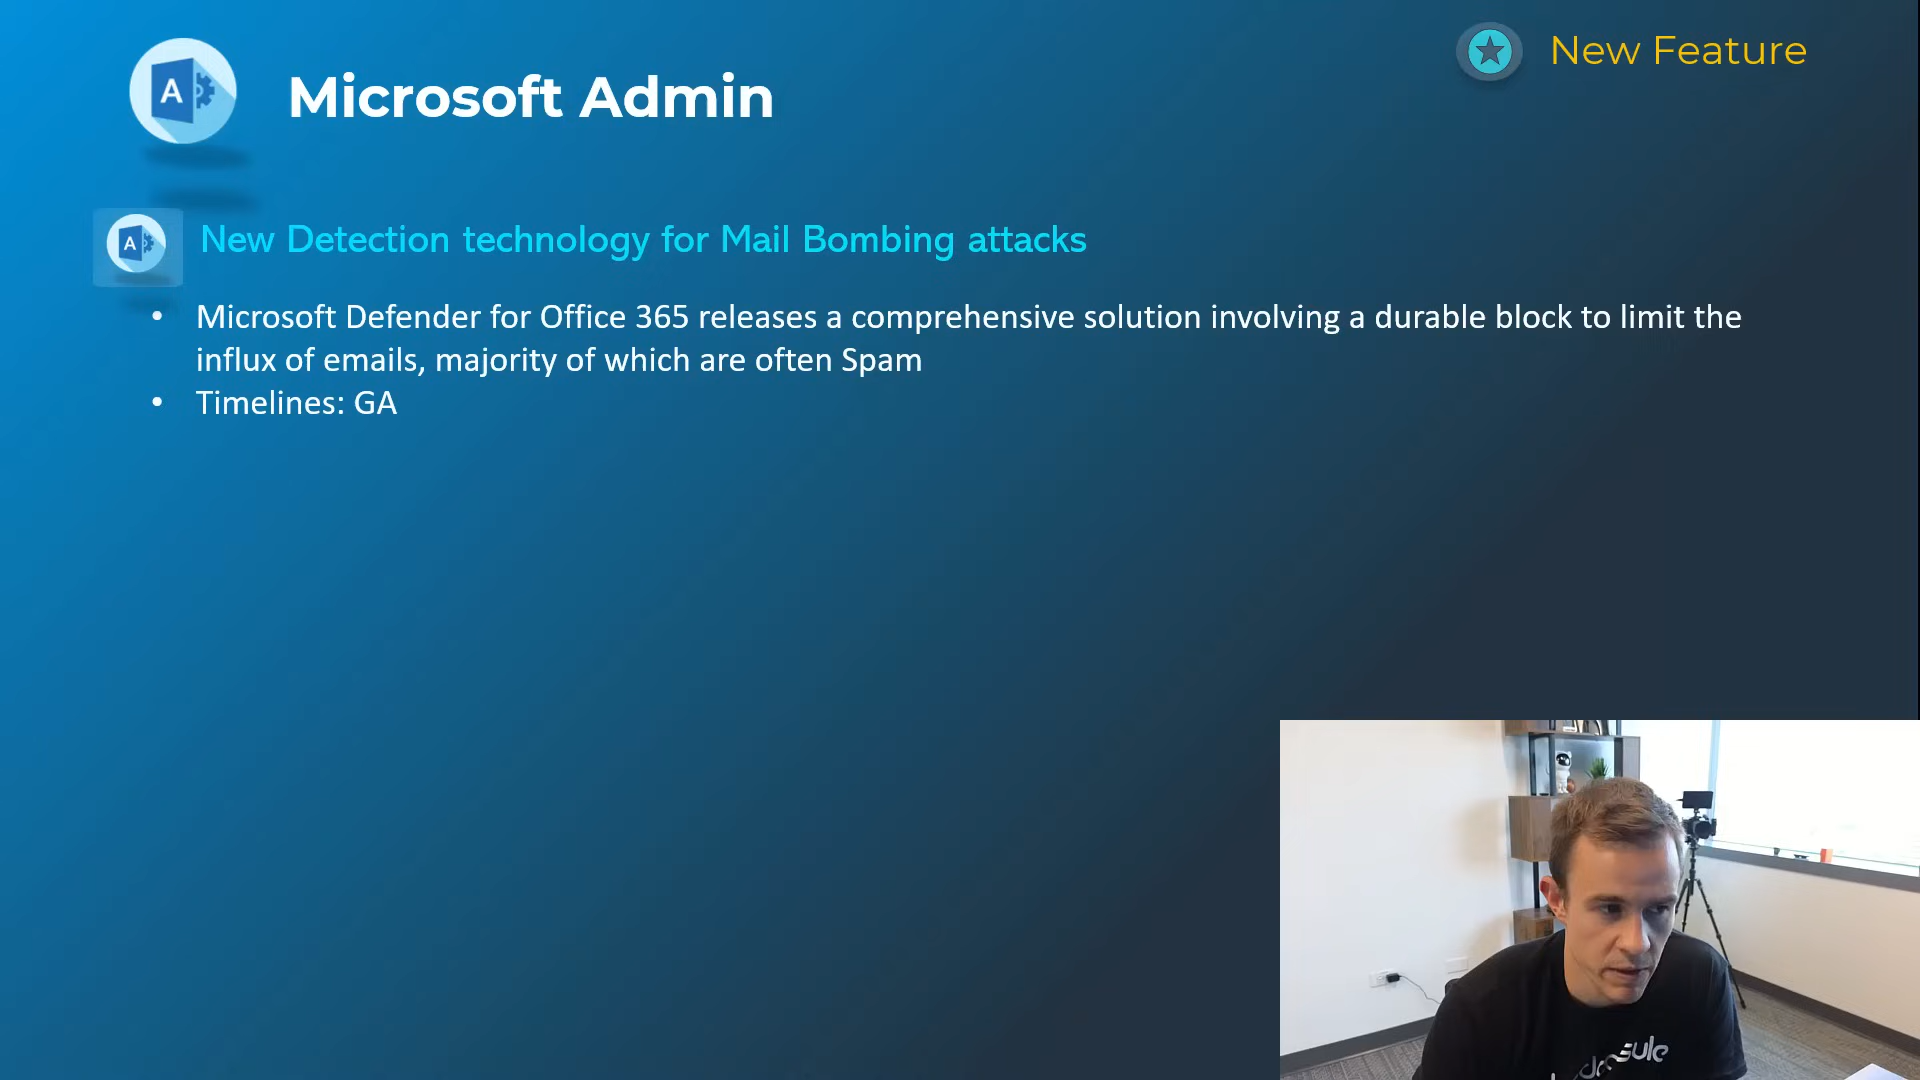 New Feature
A
Microsoft Admin
A
New Detection technology for Mail Bombing attacks
• Microsoft Defender for Office 365 releases a comprehensive solution involving a durable block to limit the
influx of emails, majority of which are often Spam
• Timelines: GA